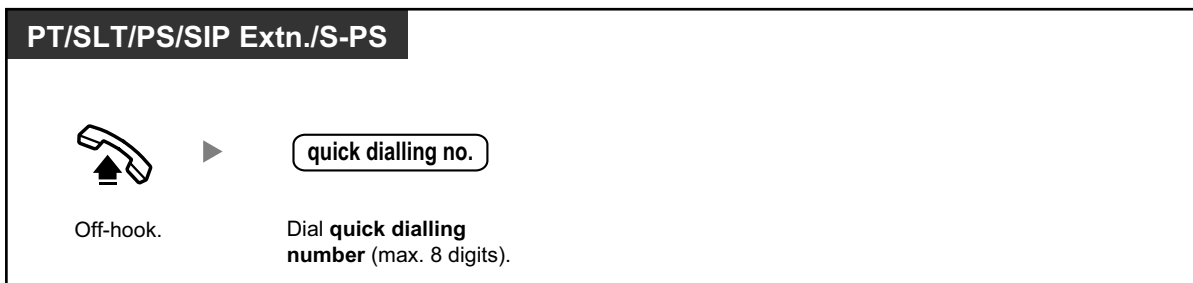 PT/SLT/PS/SIP Extn./S-PS
quick dialling no.
Off-hook.
Dial quick dialling
number (max. 8 digits).